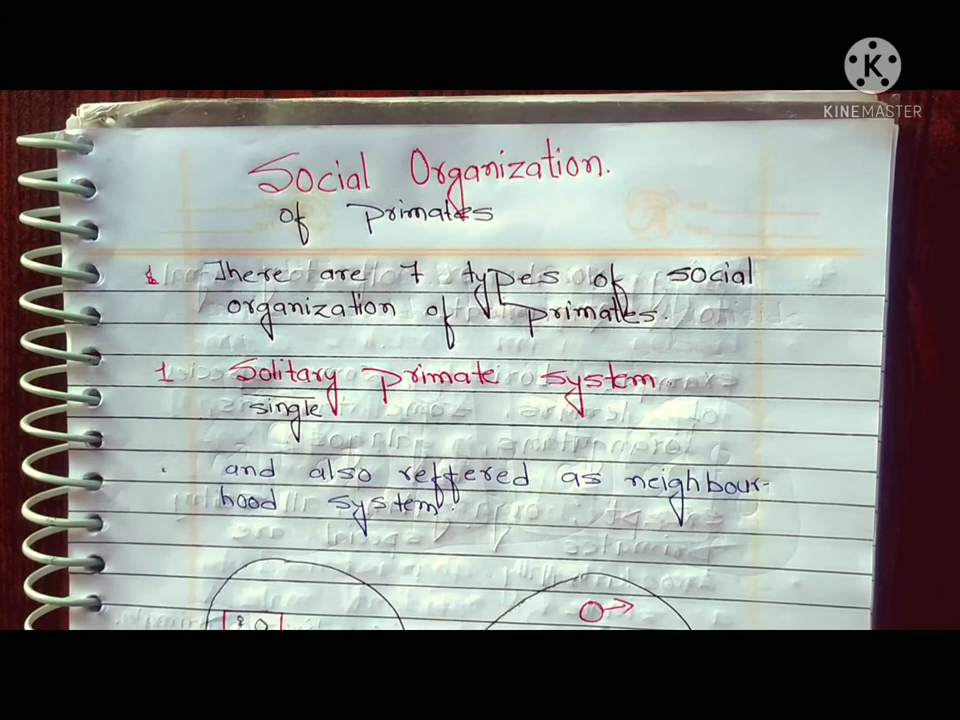 KINEMASTER
Social Organization.
of primates
1 There are 7 types of social
organization of primates.
1 Solitary primate system.
single
and also reffered as neighbour-
hood system.